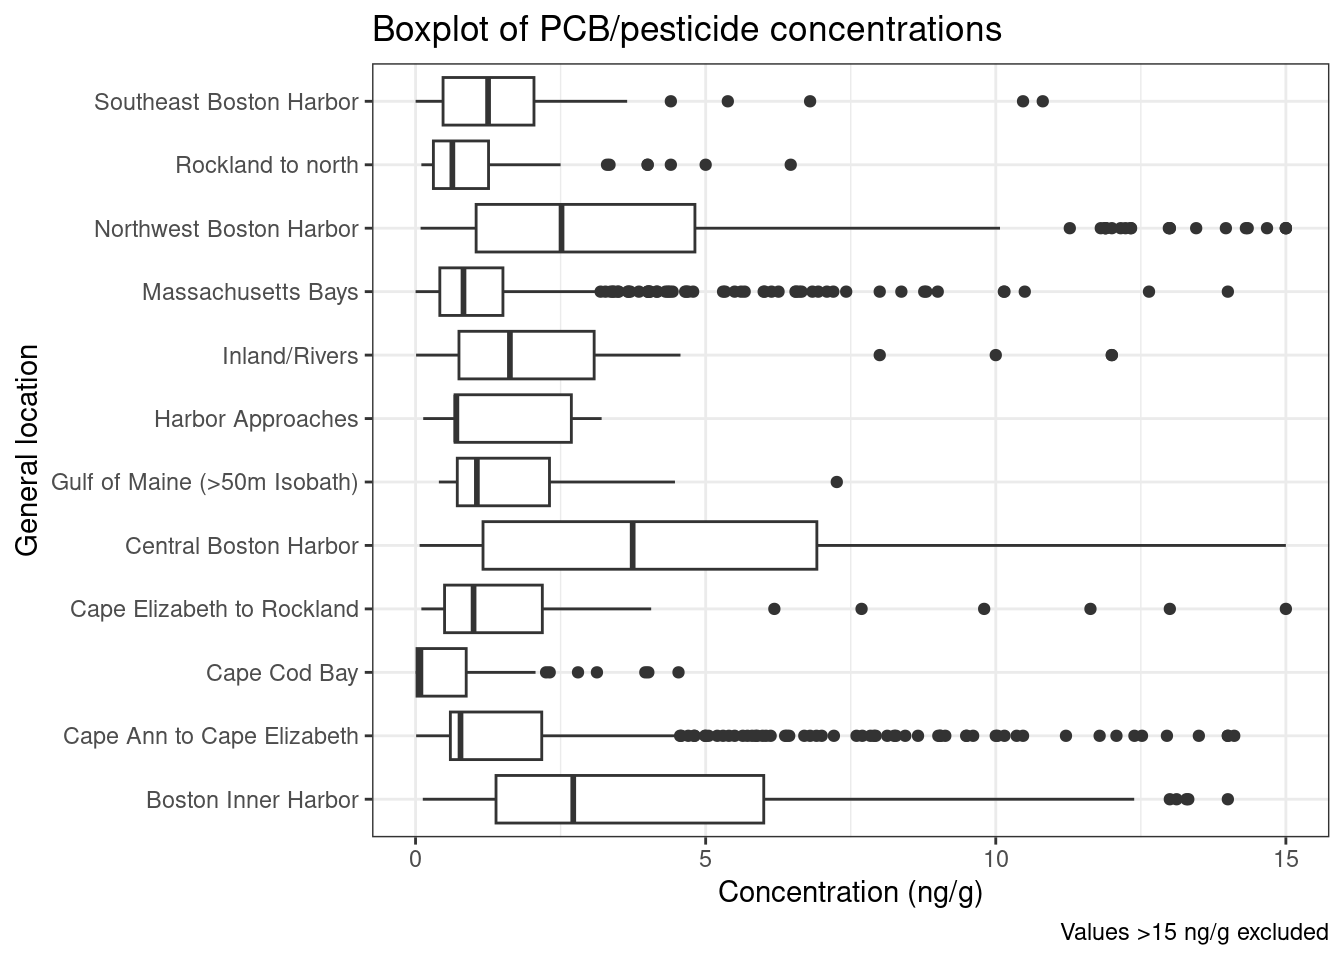 Boxplot of PCB/pesticide concentrations
General location
Southeast Boston Harbor
Rockland to north
Northwest Boston Harbor
Massachusetts Bays
Inland/Rivers
Harbor Approaches
Gulf of Maine (>50m Isobath)
Central Boston Harbor
Cape Elizabeth to Rockland
Cape Cod Bay
Cape Ann to Cape Elizabeth
Boston Inner Harbor
0 5 10 15
Concentration (ng/g)
Values >15 ng/g excluded